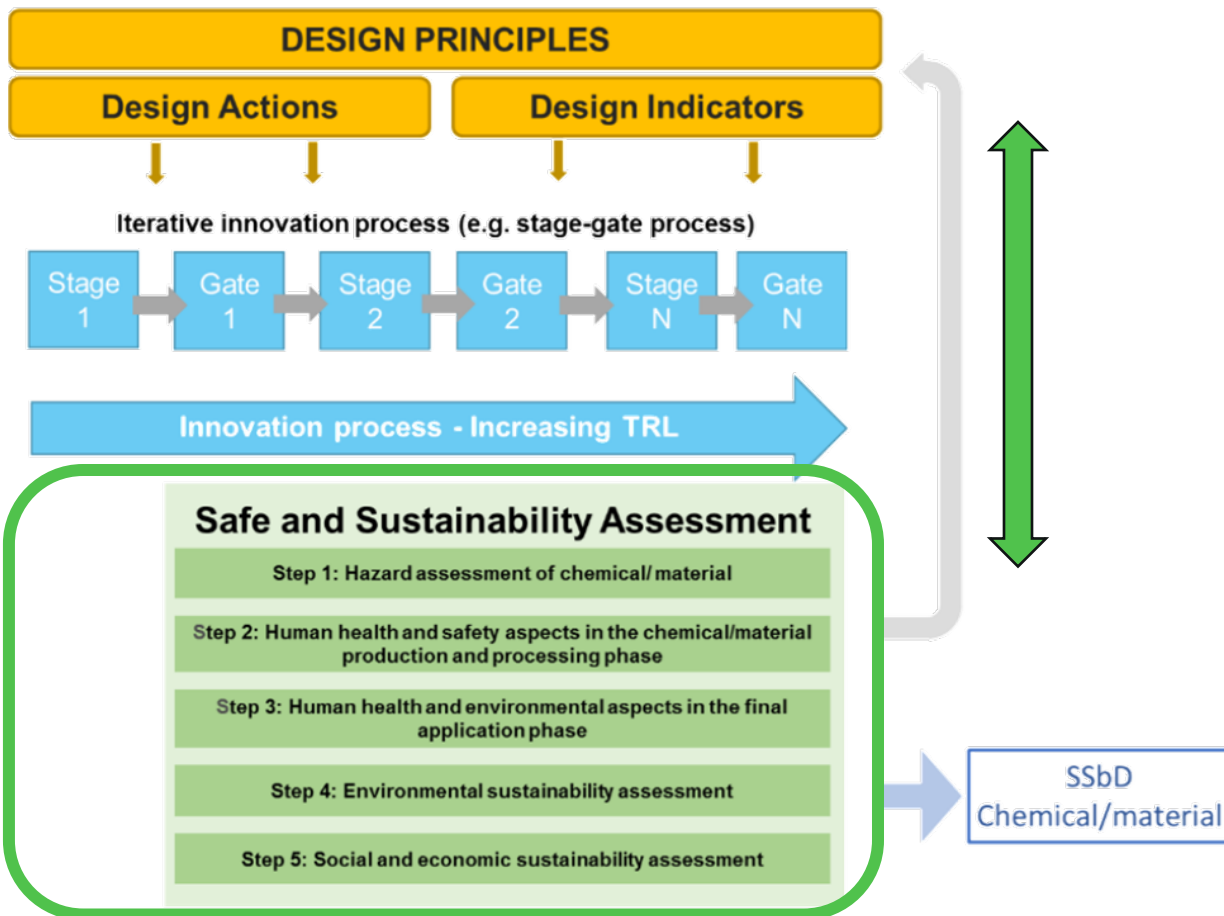 DESIGN PRINCIPLES
Design Actions
Design Indicators
Iterative innovation process (e.g. stage-gate process)
Stage
1
Gate
1
Stage
2
Gate
2
Stage
N
Gate
N
Innovation process - Increasing TRL
Safe and Sustainability Assessment
Step 1: Hazard assessment of chemical/ material
Step 2: Human health and safety aspects in the chemical/material
production and processing phase
Step 3: Human health and environmental aspects in the final
application phase
Step 4: Environmental sustainability assessment
Step 5: Social and economic sustainability assessment
SSbD
Chemical/material